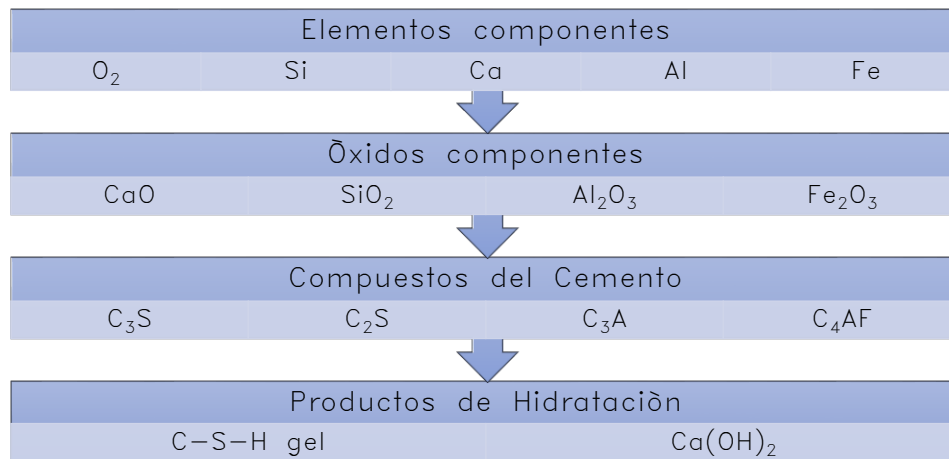 Elementos componentes
O₂ Si Ca Al Fe
Òxidos componentes
CaO SiO₂ Al₂O₃ Fe₂O₃
Compuestos del Cemento
C₃S C₂S C₃A C₄AF
Productos de Hidrataciòn
C-S-H gel Ca(OH)₂